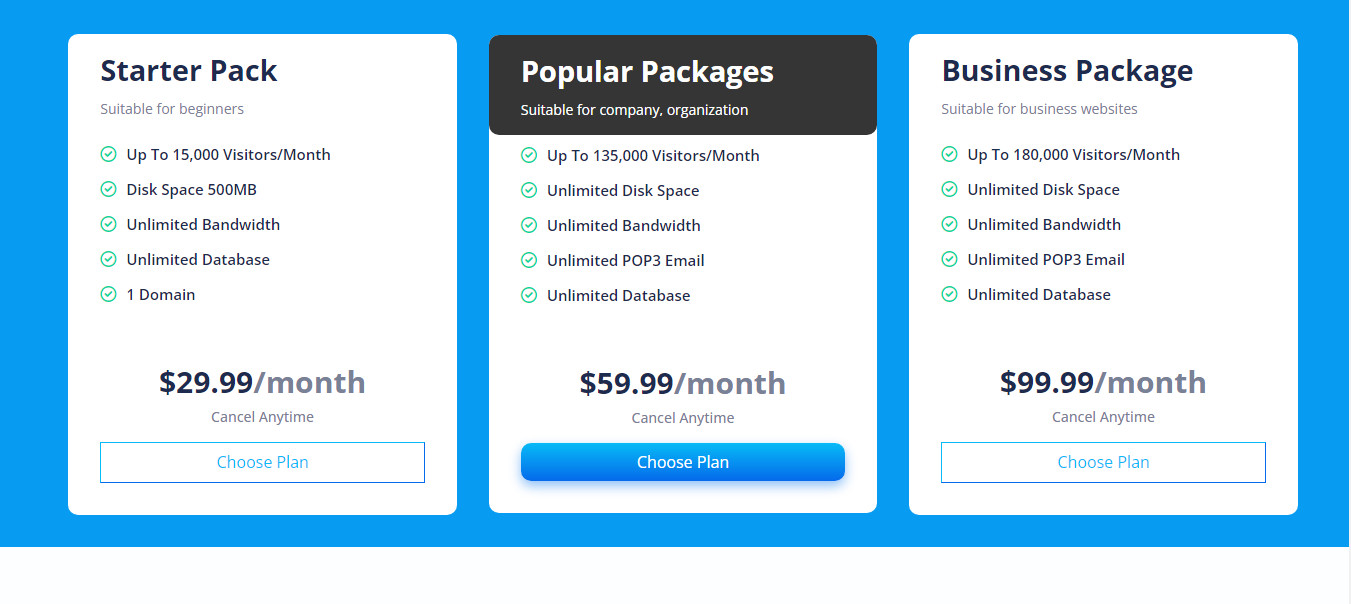 Starter Pack
Suitable for beginners
Up To 15,000 Visitors/Month
Disk Space 500MB
Unlimited Bandwidth
Unlimited Database
1 Domain
$29.99/month
Cancel Anytime
Choose Plan
Popular Packages
Suitable for company, organization
Up To 135,000 Visitors/Month
Unlimited Disk Space
Unlimited Bandwidth
Unlimited POP3 Email
Unlimited Database
$59.99/month
Cancel Anytime
Choose Plan
Business Package
Suitable for business websites
Up To 180,000 Visitors/Month
Unlimited Disk Space
Unlimited Bandwidth
Unlimited POP3 Email
Unlimited Database
$99.99/month
Cancel Anytime
Choose Plan